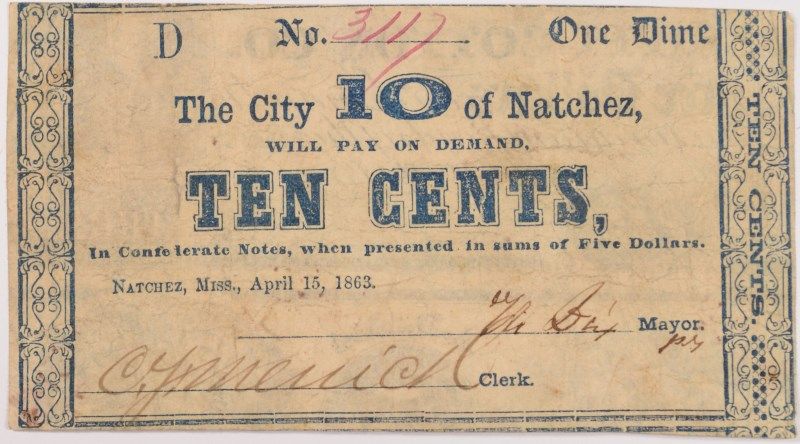 D No. 3117 One Dime
The City 10 of Natchez,
WILL PAY ON DEMAND,
TEN CENTS,
In Confederate Notes, when presented in sums of Five Dollars.
NATCHEZ, MISS., April 15, 1863.
Mayor.
Clerk.
TEN CENTS.